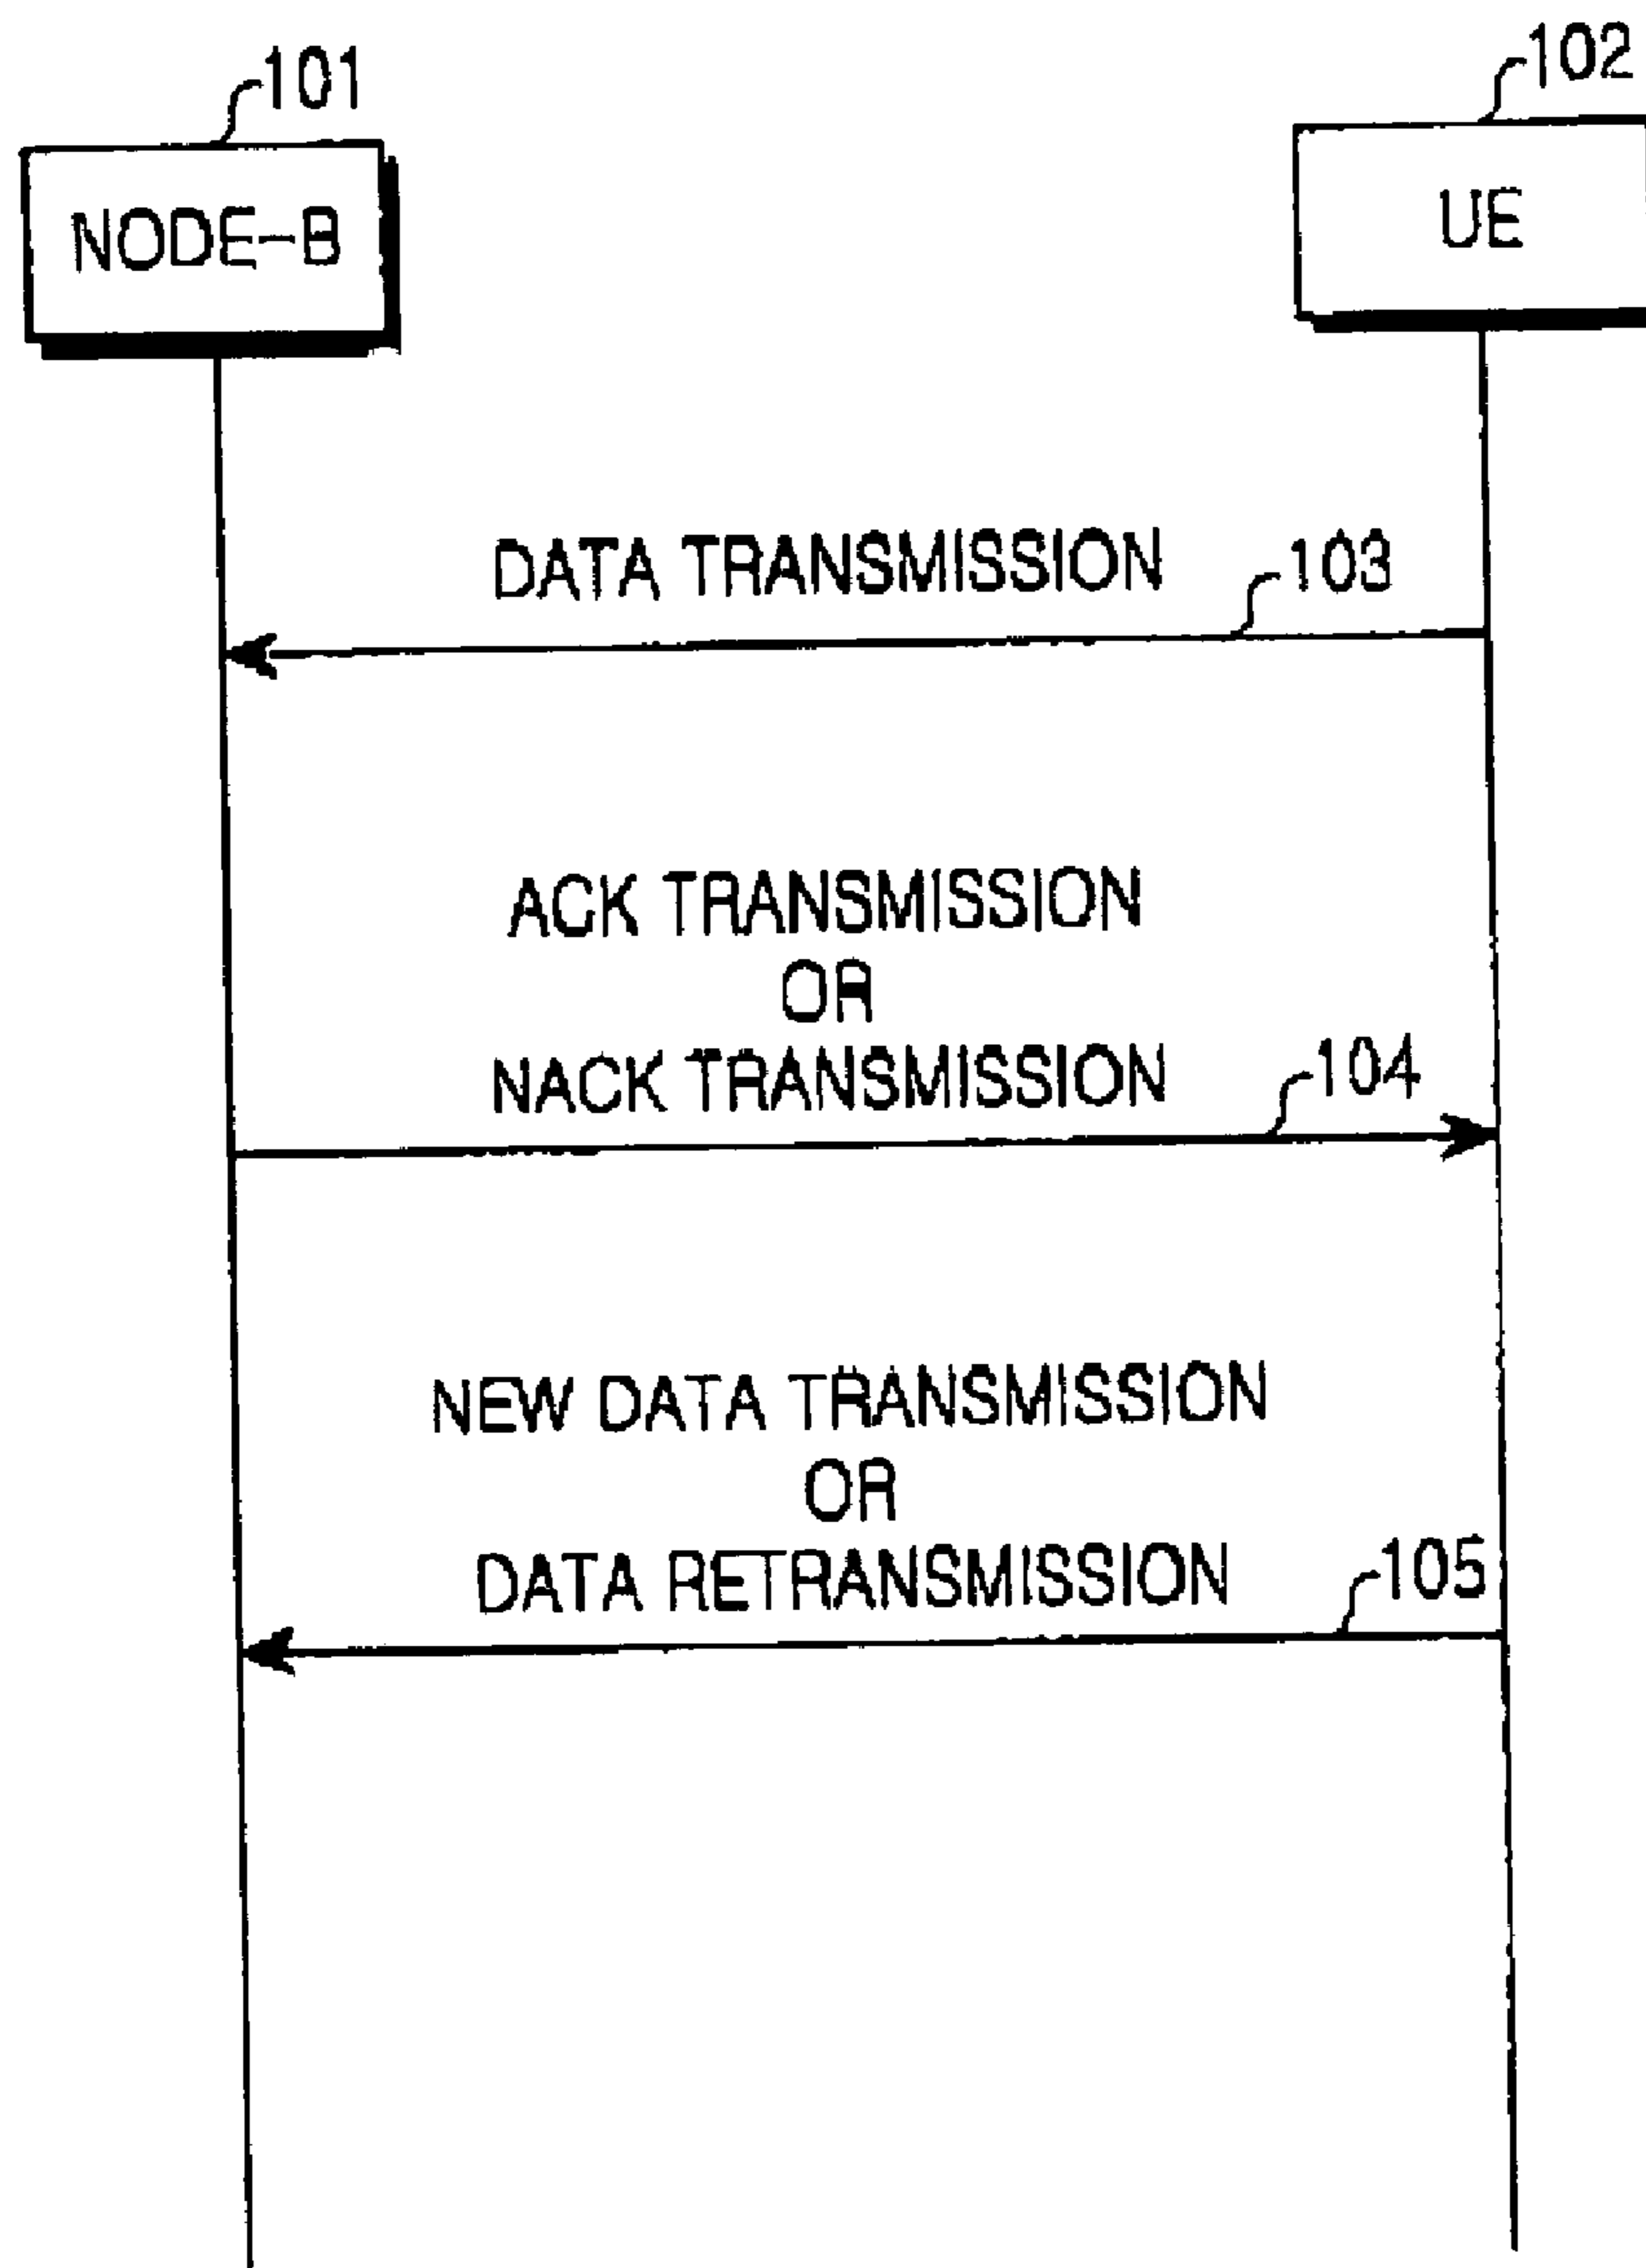 101
102
NODE-B
UE
DATA TRANSMISSION
103
ACK TRANSMISSION
OR
NACK TRANSMISSION
104
NEW DATA TRANSMISSION
OR
DATA RETRANSMISSION
105